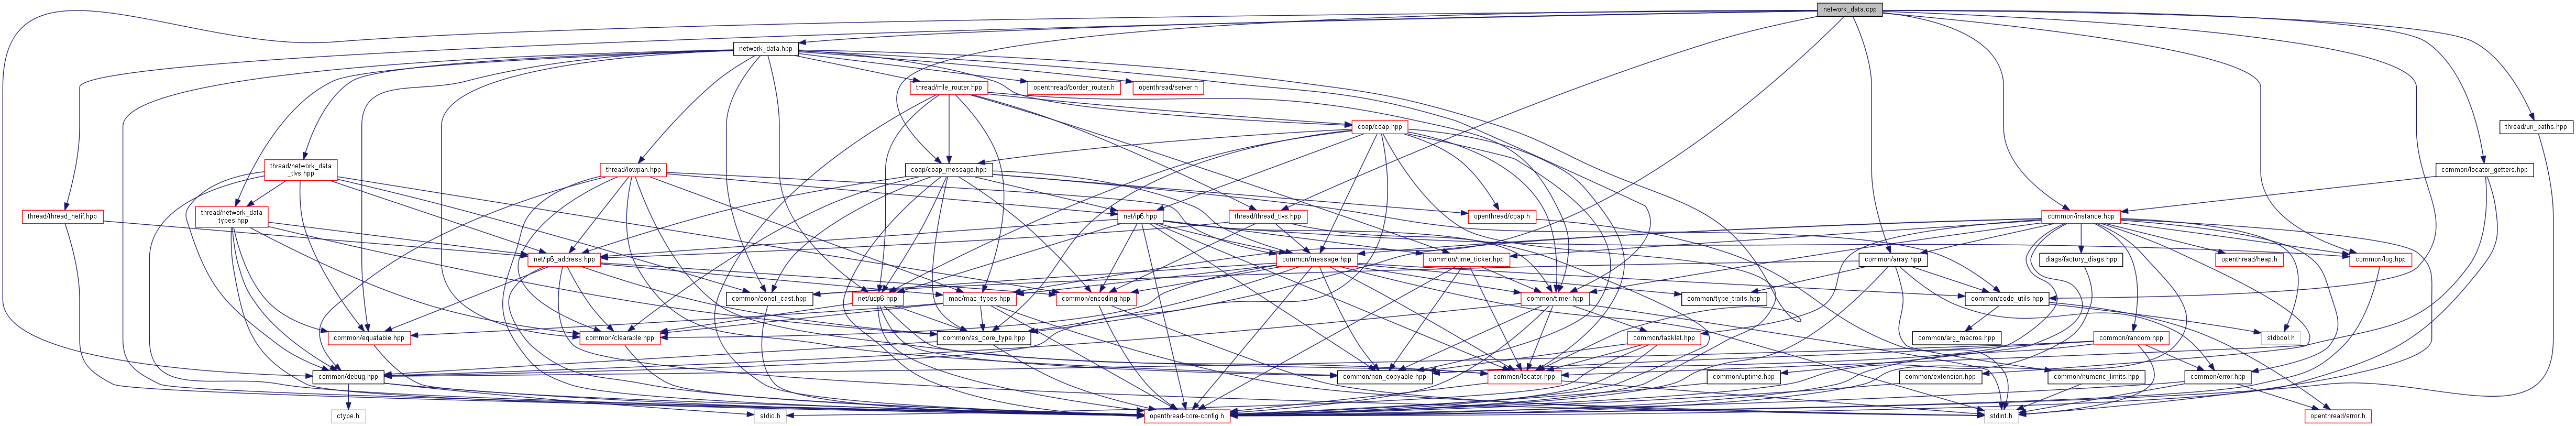 network_data.cpp
network_data.hpp
thread/mle_router.hpp
openthread/border_router.h
openthread/server.h
coap/coap.hpp
thread/uri_paths.hpp
thread/network_data
_tlvs.hpp
thread/lowpan.hpp
coap/coap_message.hpp
common/locator_getters.hpp
thread/thread_netif.hpp
thread/network_data
_types.hpp
net/ip6.hpp
thread/thread_tlvs.hpp
openthread/coap.h
common/instance.hpp
net/ip6_address.hpp
common/message.hpp
common/time_ticker.hpp
common/array.hpp
diags/factory_diags.hpp
openthread/heap.h
common/log.hpp
common/const_cast.hpp
net/udp6.hpp
mac/mac_types.hpp
common/encoding.hpp
common/timer.hpp
common/type_traits.hpp
common/code_utils.hpp
common/equatable.hpp
common/clearable.hpp
common/as_core_type.hpp
common/tasklet.hpp
common/arg_macros.hpp
common/random.hpp
stdbool.h
common/debug.hpp
common/non_copyable.hpp
common/locator.hpp
common/uptime.hpp
common/extension.hpp
common/numeric_limits.hpp
common/error.hpp
ctype.h
stdio.h
openthread-core-config.h
stdint.h
openthread/error.h